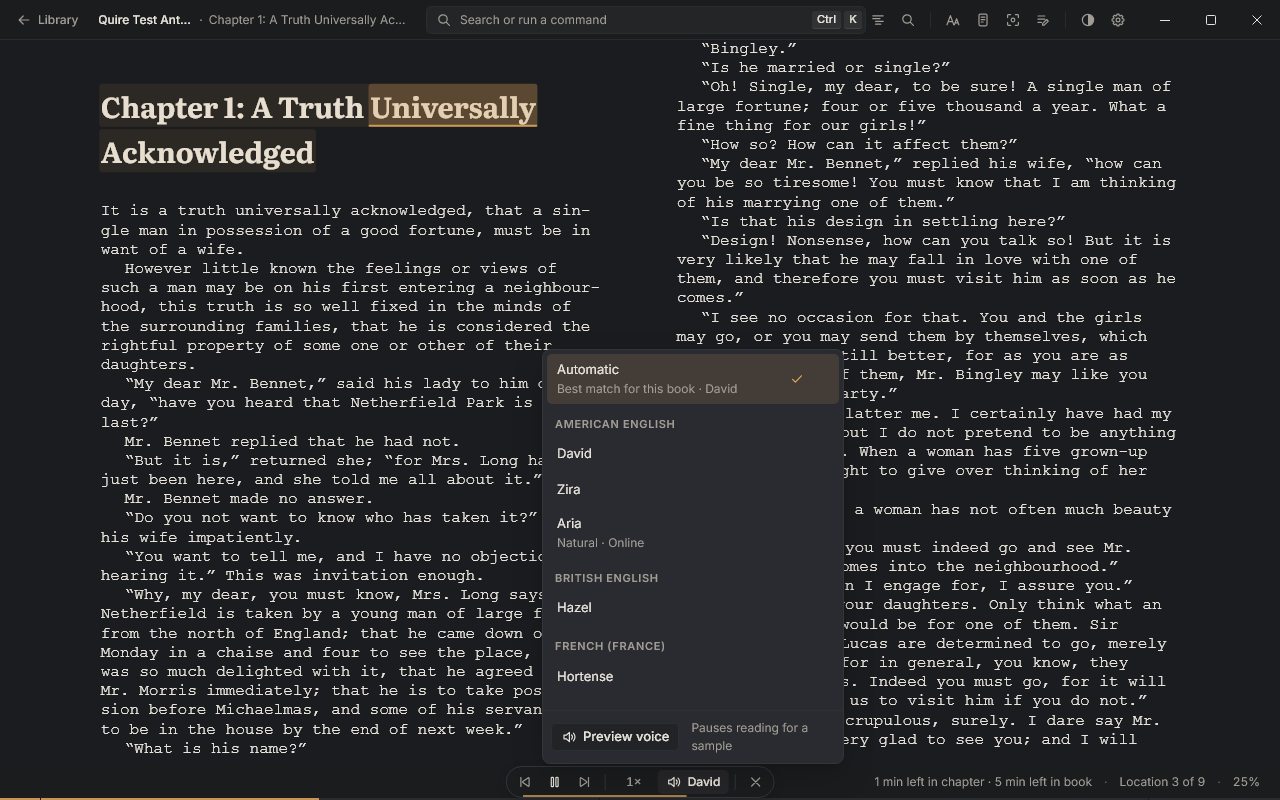 Library
Quire Test Ant... · Chapter 1: A Truth Universally Ac...
Search or run a command
Ctrl K
Chapter 1: A Truth Universally
Acknowledged
It is a truth universally acknowledged, that a sin-
gle man in possession of a good fortune, must be in
want of a wife.
However little known the feelings or views of
such a man may be on his first entering a neighbour-
hood, this truth is so well fixed in the minds of
the surrounding families, that he is considered the
rightful property of some one or other of their
daughters.
“My dear Mr. Bennet,” said his lady to him
day, “have you heard that Netherfield Park is
last?”
Mr. Bennet replied that he had not.
“But it is,” returned she; “for Mrs. Long
just been here, and she told me all about it.”
Mr. Bennet made no answer.
“Do you not want to know who has taken it?”
his wife impatiently.
“You want to tell me, and I have no
hearing it.” This was invitation enough.
“Why, my dear, you must know, Mrs. Long says
Netherfield is taken by a young man of large
from the north of England; that he came down
Monday in a chaise and four to see the place,
was so much delighted with it, that he agreed
Mr. Morris immediately; that he is to take
sion before Michaelmas, and some of his
to be in the house by the end of next week.”
“What is his name?”
“Bingley.”
“Is he married or single?”
“Oh! Single, my dear, to be sure! A single man of
large fortune; four or five thousand a year. What a
fine thing for our girls!”
“How so? How can it affect them?”
“My dear Mr. Bennet,” replied his wife, “how can
you be so tiresome! You must know that I am thinking
of his marrying one of them.”
“Is that his design in settling here?”
“Design! Nonsense, how can you talk so! But it is
very likely that he may fall in love with one of
them, and therefore you must visit him as soon as he
comes.”
“I see no occasion for that. You and the girls
may go, or you may send them by themselves, which
still better, for as you are as
of them, Mr. Bingley may like you
arty.”
latter me. I certainly have had my
but I do not pretend to be anything
. When a woman has five grown-up
ght to give over thinking of her
a woman has not often much beauty
you must indeed go and see Mr.
omes into the neighbourhood.”
n I engage for, I assure you.”
your daughters. Only think what an
would be for one of them. Sir
Lucas are determined to go, merely
for in general, you know, they
s. Indeed you must go, for it will
us to visit him if you do not.”
crupulous, surely. I dare say Mr.
ery glad to see you; and I will
Automatic
Best match for this book · David
AMERICAN ENGLISH
David
Zira
Aria
Natural · Online
BRITISH ENGLISH
Hazel
FRENCH (FRANCE)
Hortense
Preview voice
Pauses reading for a
sample
1×
David
1 min left in chapter · 5 min left in book · Location 3 of 9 · 25%